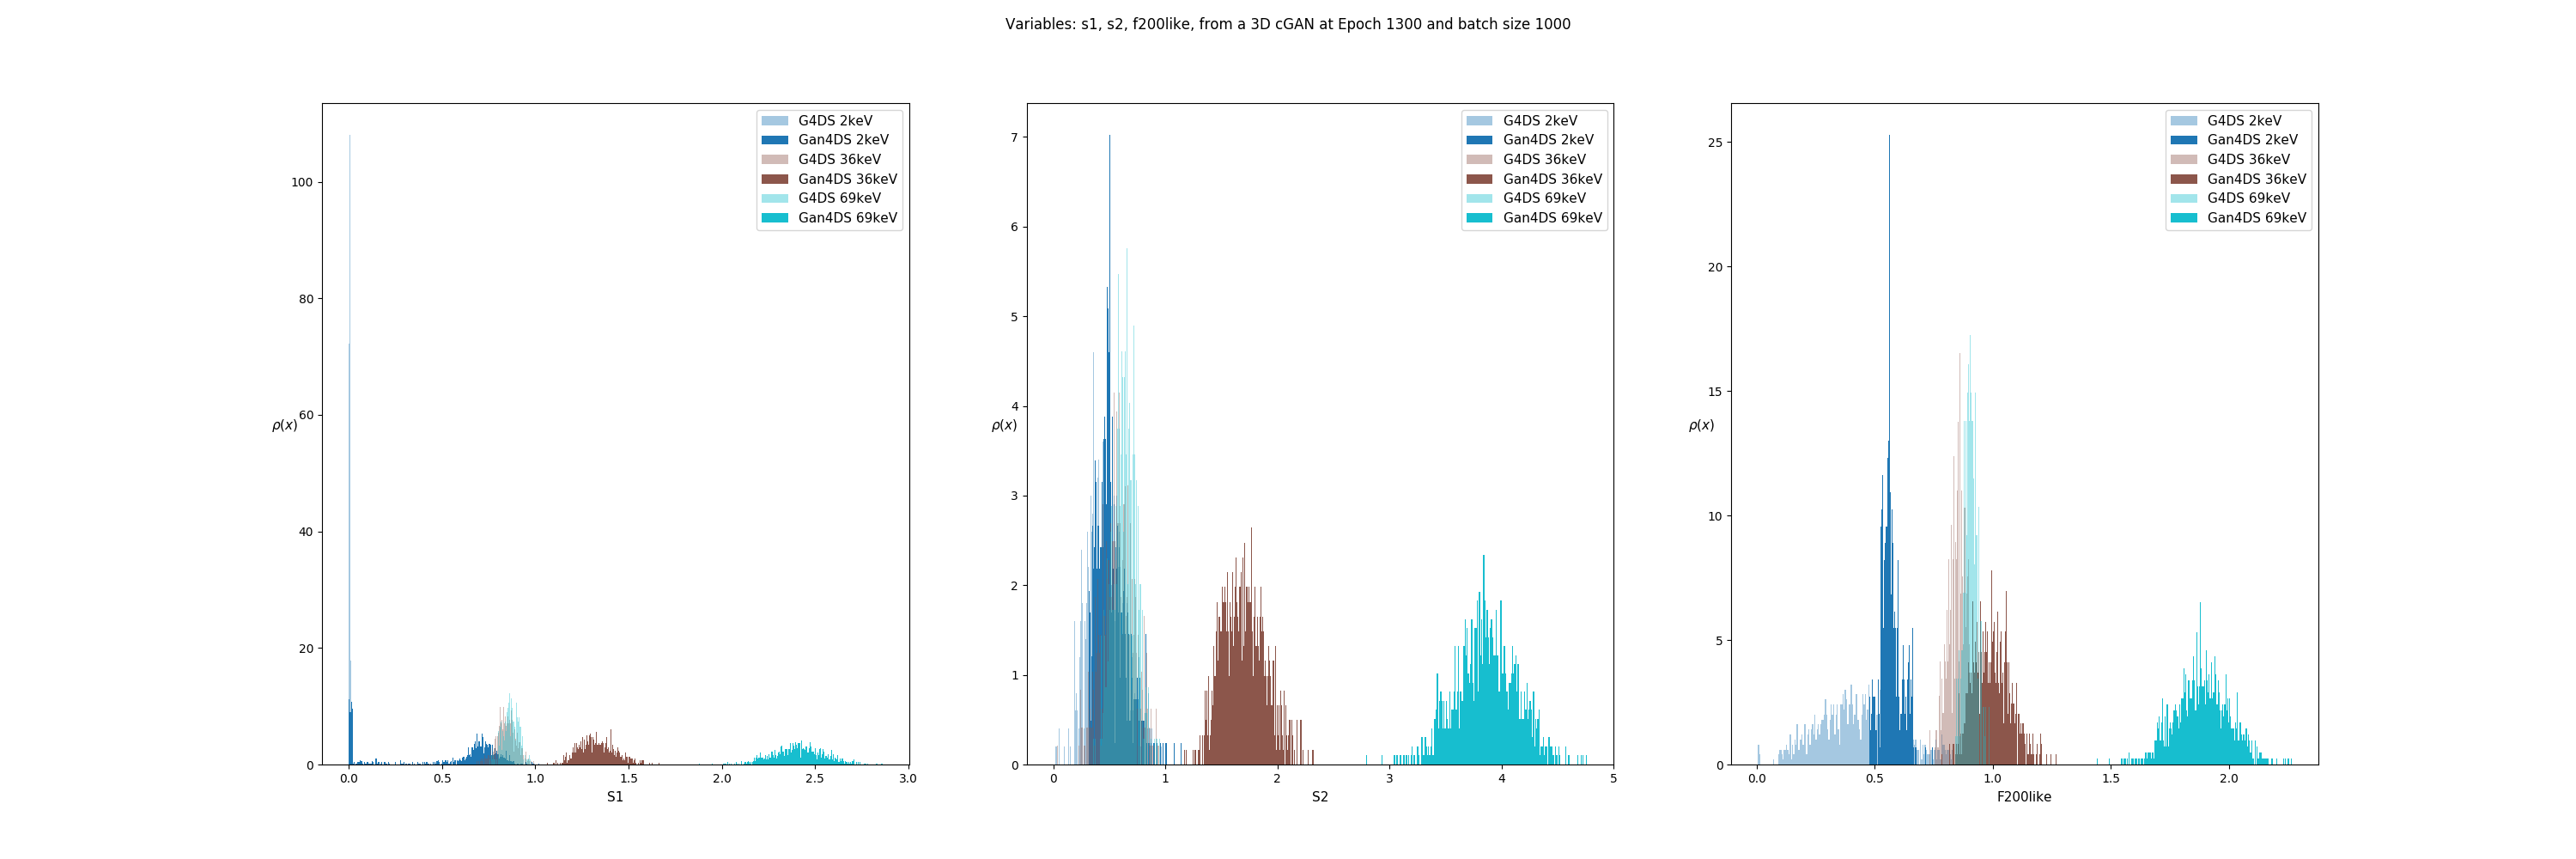 Variables: s1, s2, f200like, from a 3D cGAN at Epoch 1300 and batch size 1000
G4DS 2keV
Gan4DS 2keV
G4DS 36keV
Gan4DS 36keV
G4DS 69keV
Gan4DS 69keV
100
80
60
40
20
0
ρ(x)
0.0 0.5 1.0 1.5 2.0 2.5 3.0
S1
G4DS 2keV
Gan4DS 2keV
G4DS 36keV
Gan4DS 36keV
G4DS 69keV
Gan4DS 69keV
7
6
5
4
3
2
1
0
ρ(x)
0 1 2 3 4 5
S2
G4DS 2keV
Gan4DS 2keV
G4DS 36keV
Gan4DS 36keV
G4DS 69keV
Gan4DS 69keV
25
20
15
10
5
0
ρ(x)
0.0 0.5 1.0 1.5 2.0
F200like